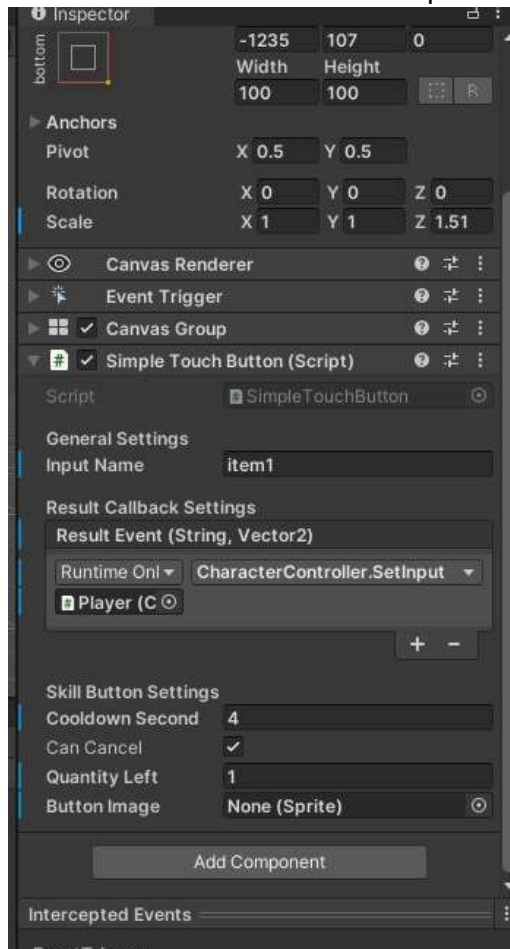 Inspector
bottom
-1235 107 0
Width Height
100 100 R
Anchors
Pivot X 0.5 Y 0.5
Rotation X 0 Y 0 Z 0
Scale X 1 Y 1 Z 1.51
Canvas Renderer
Event Trigger
Canvas Group
# Simple Touch Button (Script)
Script # SimpleTouchButton
General Settings
Input Name item1
Result Callback Settings
Result Event (String, Vector2)
Runtime Onl CharacterController.SetInput
# Player (C
+ -
Skill Button Settings
Cooldown Second 4
Can Cancel
Quantity Left 1
Button Image None (Sprite)
Add Component
Intercepted Events